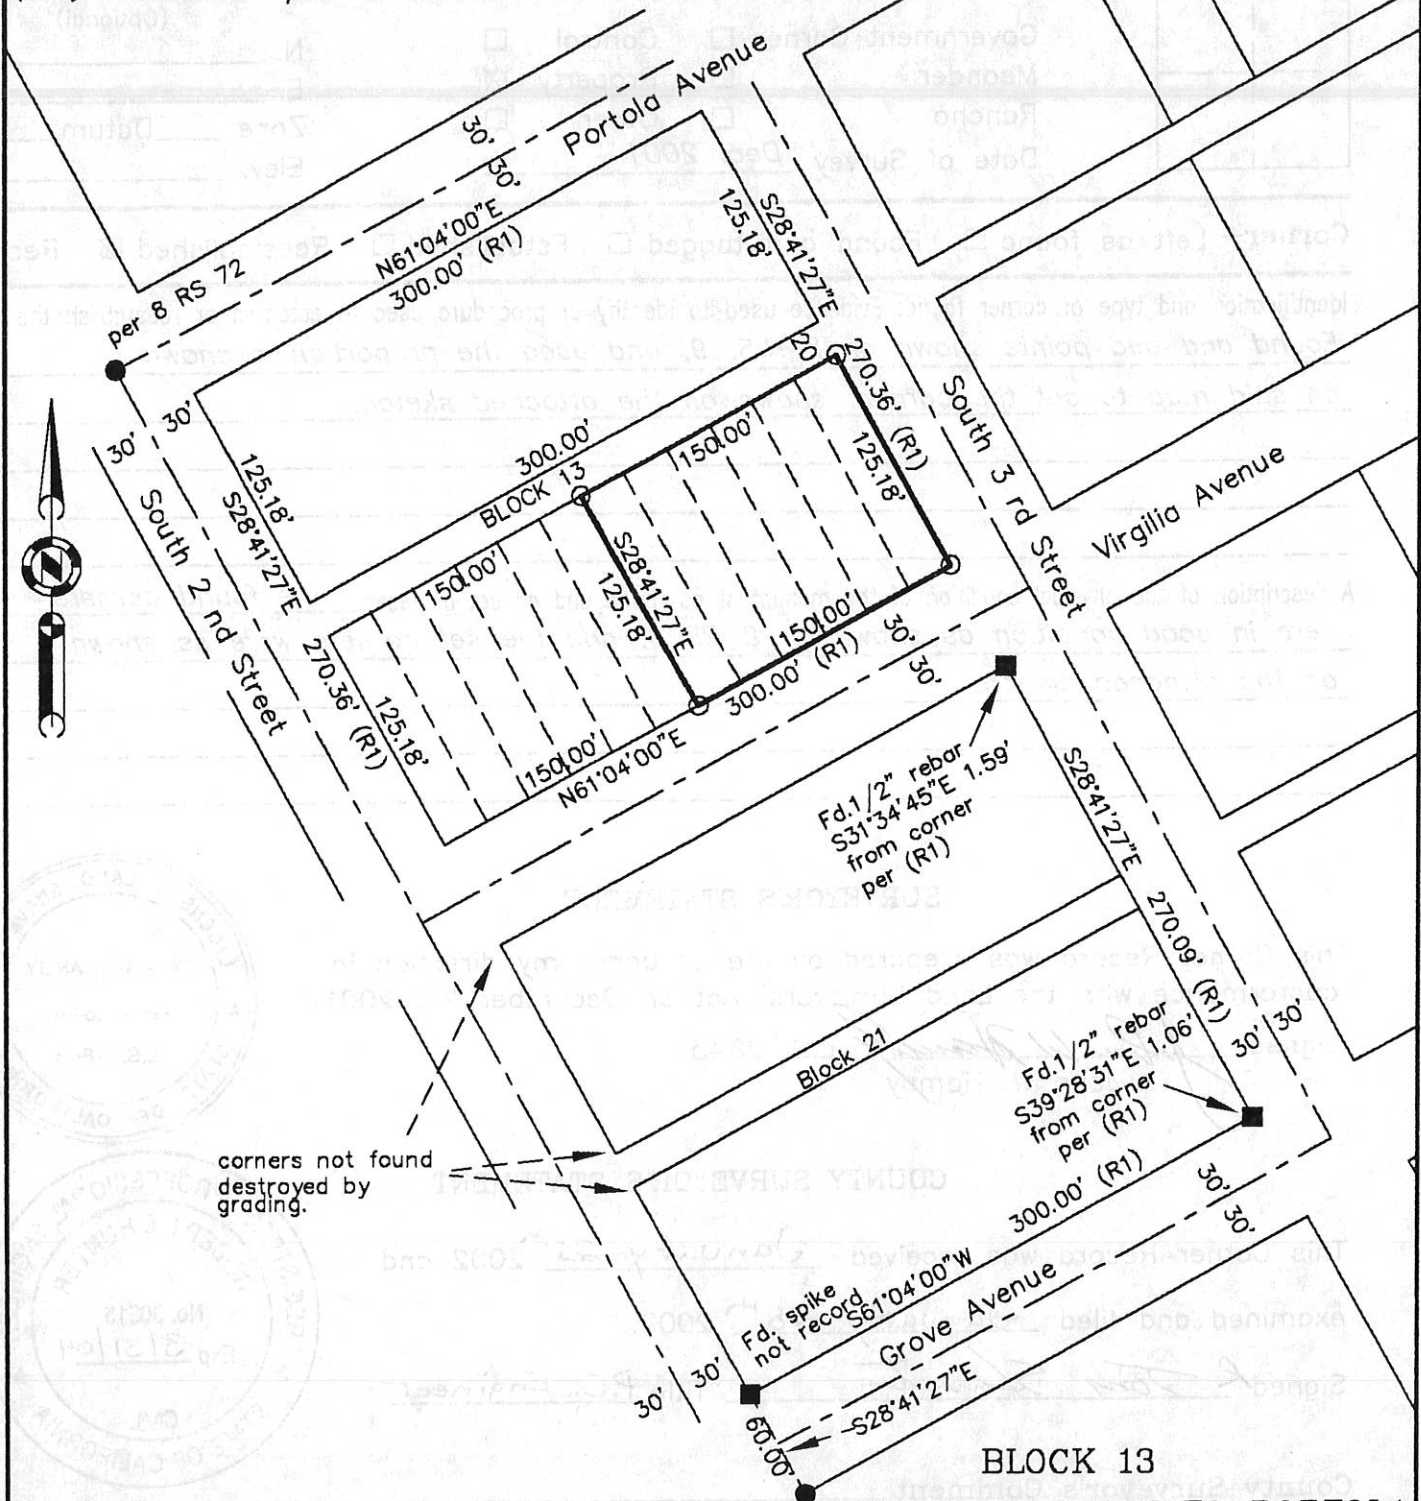 Portola Avenue
30'
30'
N61°04'00"E
300.00' (R1)
S28°41'27"E
125.18'
per 8 RS 72
30'
30'
20'
270.36' (R1)
125.18'
S28°41'27"E
South 2 nd Street
300.00'
BLOCK 13
150.00'
150.00'
125.18'
South 3 rd Street
Virgilia Avenue
S28°41'27"E
125.18'
270.36' (R1)
125.18'
150.00'
300.00' (R1)
150.00'
N61°04'00"E
30'
30'
Fd.1/2" rebar
S31°34'45"E 1.59'
from corner
per (R1)
S28°41'27"E
270.09' (R1)
Block 21
Fd.1/2" rebar
S39°28'31"E 1.06'
from corner
per (R1)
30'
30'
corners not found
destroyed by
grading.
300.00' (R1)
S61°04'00"W
30'
30'
Fd. spike
not record
Grove Avenue
30'
30'
S28°41'27"E
60.00'
BLOCK 13